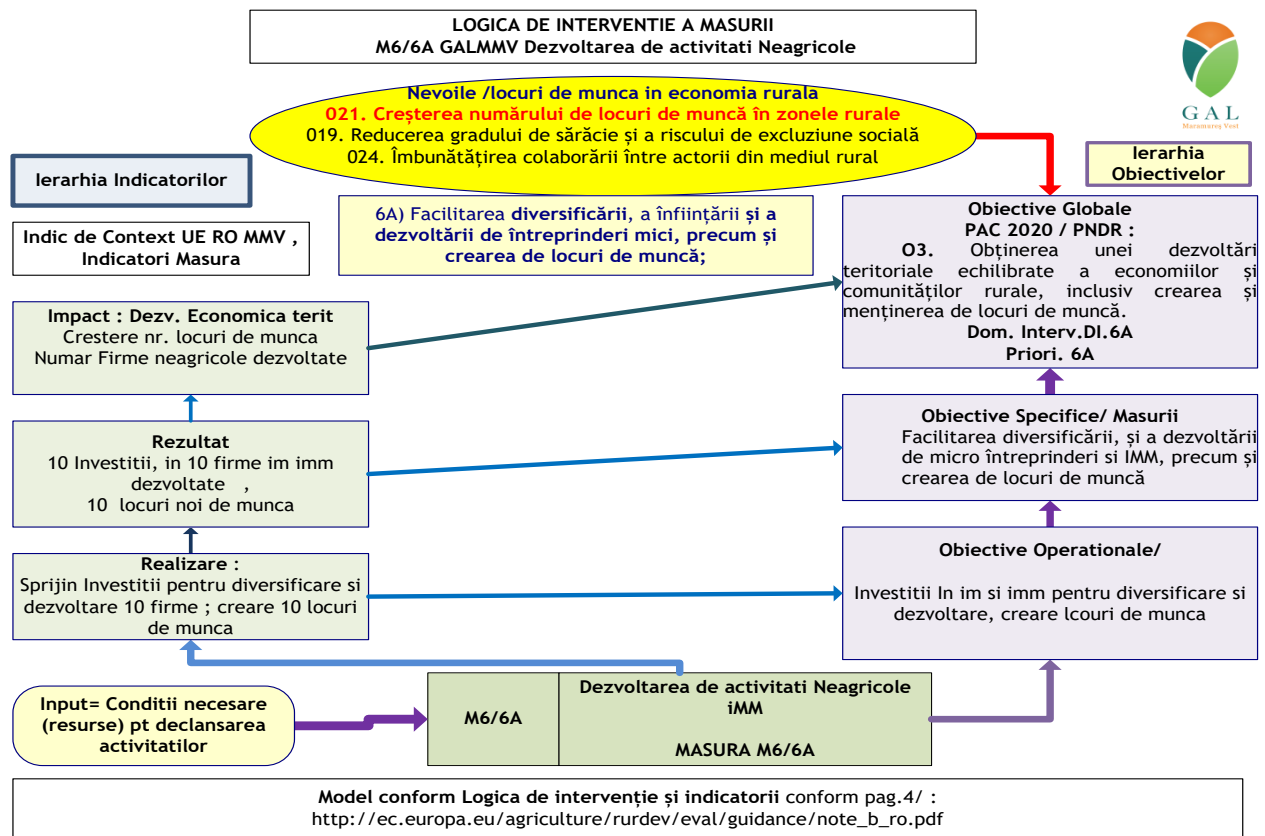 LOGICA DE INTERVENTIE A MASURII
M6/6A GALMMV Dezvoltarea de activitati Neagricole
GAL
Maramureș Vest
Nevoile /locuri de munca in economia rurala
021. Creșterea numărului de locuri de muncă în zonele rurale
019. Reducerea gradului de sărăcie și a riscului de excluziune socială
024. Îmbunătățirea colaborării între actorii din mediul rural
Ierarhia Indicatorilor
Ierarhia
Obiectivelor
Indic de Context UE RO MMV ,
Indicatori Masura
6A) Facilitarea diversificării, a înființării și a
dezvoltării de întreprinderi mici, precum și
crearea de locuri de muncă;
Obiective Globale
PAC 2020 / PNDR :
O3. Obținerea unei dezvoltări
teritoriale echilibrate a economiilor și
comunităților rurale, inclusiv crearea și
menținerea de locuri de muncă.
Dom. Interv.DI.6A
Priori. 6A
Impact : Dezv. Economica terit
Crestere nr. locuri de munca
Numar Firme neagricole dezvoltate
Rezultat
10 Investitii, in 10 firme im imm
dezvoltate ,
10 locuri noi de munca
Obiective Specifice/ Masurii
Facilitarea diversificării, și a dezvoltării
de micro întreprinderi si IMM, precum și
crearea de locuri de muncă
Realizare :
Sprijin Investitii pentru diversificare si
dezvoltare 10 firme ; creare 10 locuri
de munca
Obiective Operationale/
Investitii In im si imm pentru diversificare si
dezvoltare, creare lcouri de munca
Input= Conditii necesare
(resurse) pt declansarea
activitatilor
M6/6A
Dezvoltarea de activitati Neagricole
iMM
MASURA M6/6A
Model conform Logica de intervenție și indicatorii conform pag.4/ :
http://ec.europa.eu/agriculture/rurdev/eval/guidance/note_b_ro.pdf